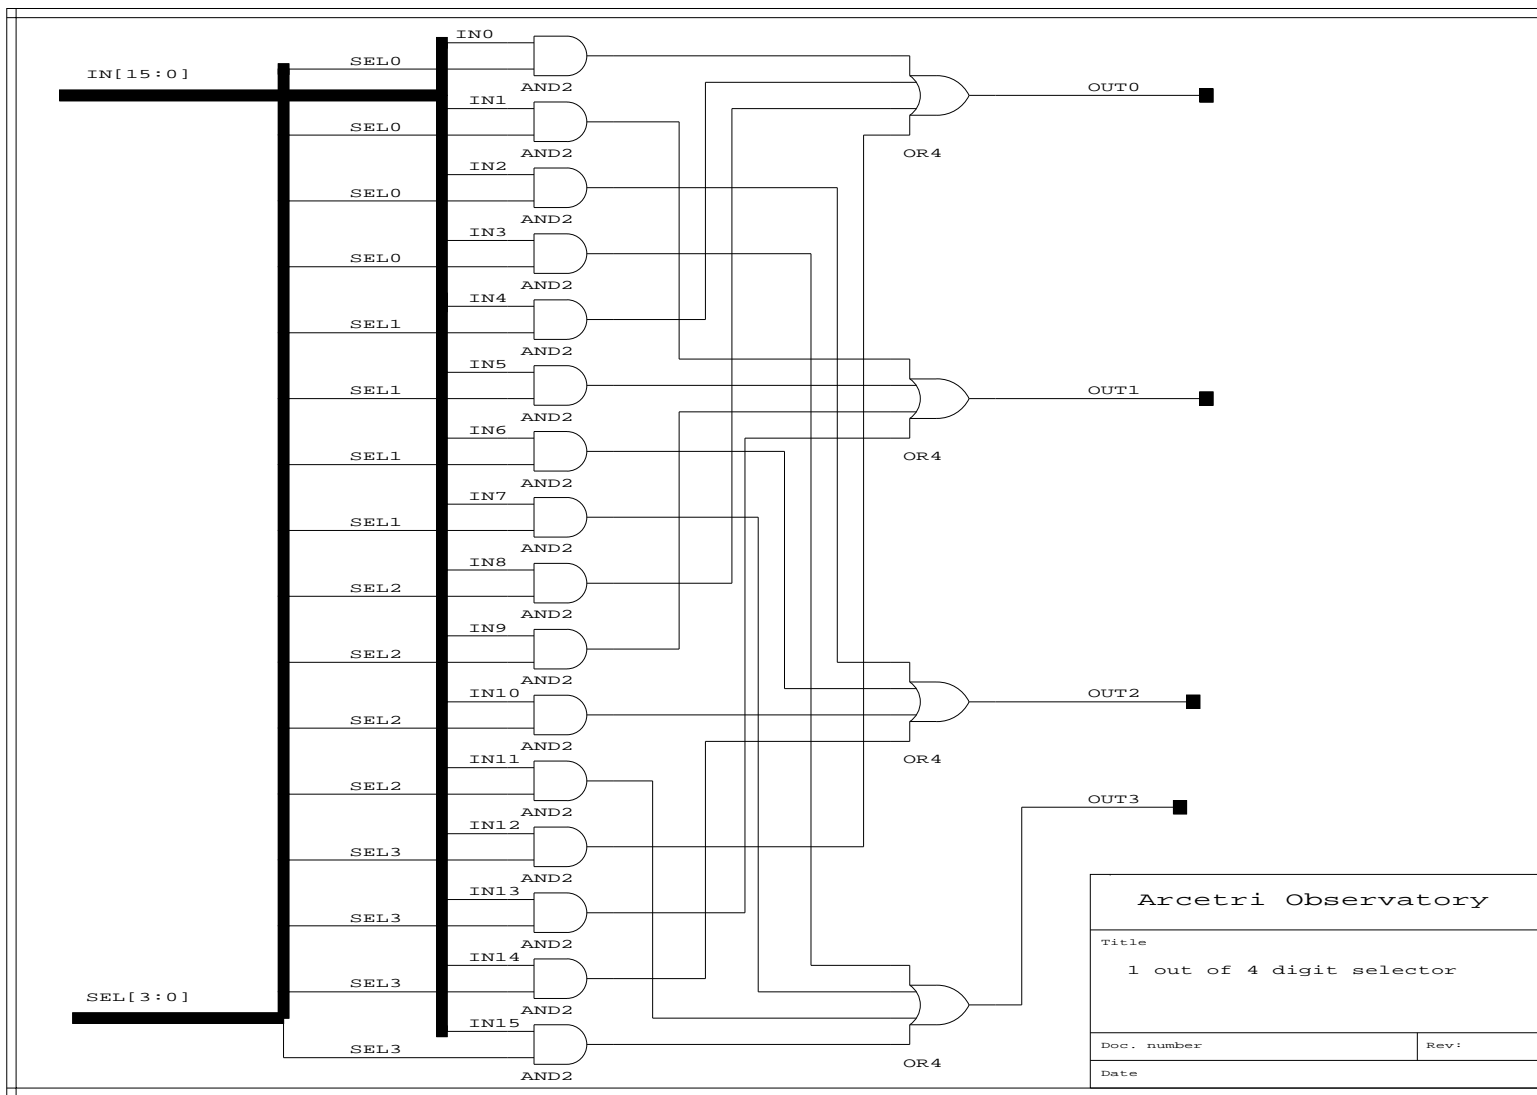 IN0
SEL0
IN[15:0]
AND2
OUT0
IN1
SEL0
AND2
OR4
IN2
SEL0
AND2
IN3
SEL0
AND2
IN4
SEL1
AND2
IN5
SEL1
OUT1
AND2
IN6
OR4
SEL1
AND2
IN7
SEL1
AND2
IN8
SEL2
AND2
IN9
SEL2
AND2
IN10
OUT2
SEL2
AND2
IN11
OR4
SEL2
OUT3
AND2
IN12
SEL3
AND2
IN13
Arcetri Observatory
SEL3
AND2
Title
IN14
1 out of 4 digit selector
SEL3
SEL[3:0]
AND2
IN15
SEL3
Doc. number Rev:
OR4
AND2
Date